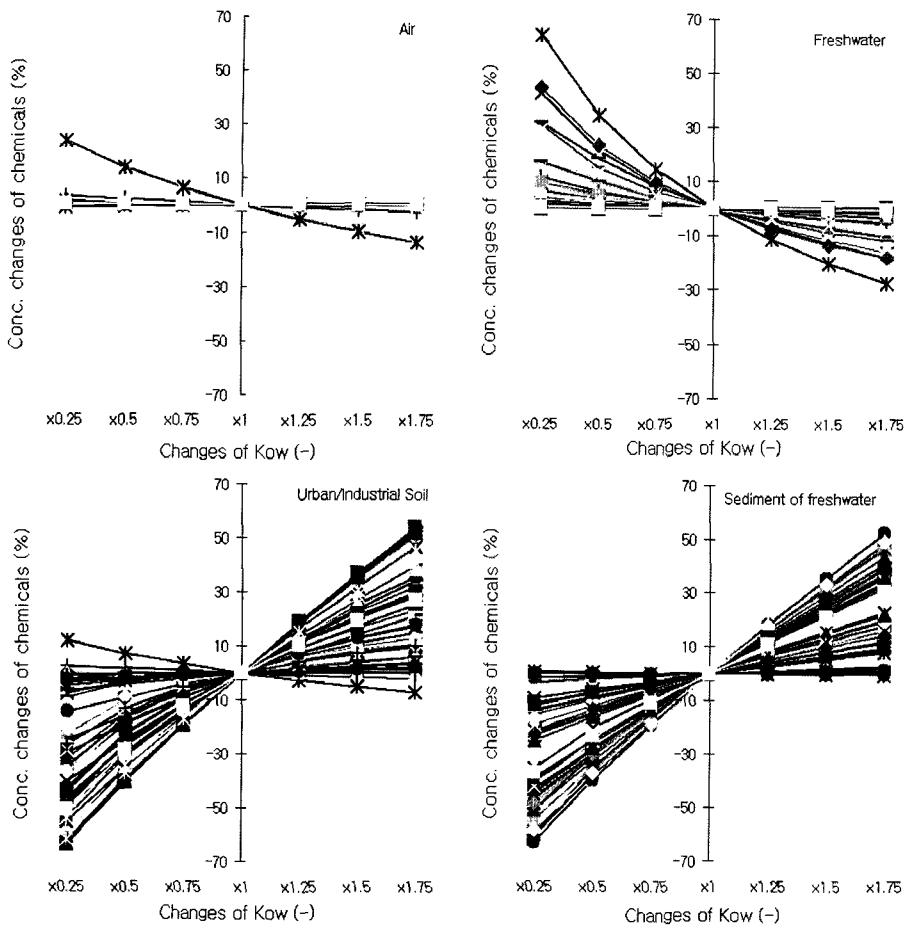 Air
Conc. changes of chemicals (%)
70
50
30
10
-10
-30
-50
-70
x0.25 x0.5 x0.75 x1 x1.25 x1.5 x1.75
Changes of Kow (-)
Freshwater
Conc. changes of chemicals (%)
70
50
30
10
-10
-30
-50
-70
x0.25 x0.5 x0.75 x1 x1.25 x1.5 x1.75
Changes of Kow (-)
Urban/Industrial Soil
Conc. changes of chemicals (%)
70
50
30
10
-10
-30
-50
-70
x0.25 x0.5 x0.75 x1 x1.25 x1.5 x1.75
Changes of Kow (-)
Sediment of freshwater
Conc. changes of chemicals (%)
70
50
30
10
-10
-30
-50
-70
x0.25 x0.5 x0.75 x1 x1.25 x1.5 x1.75
Changes of Kow (-)